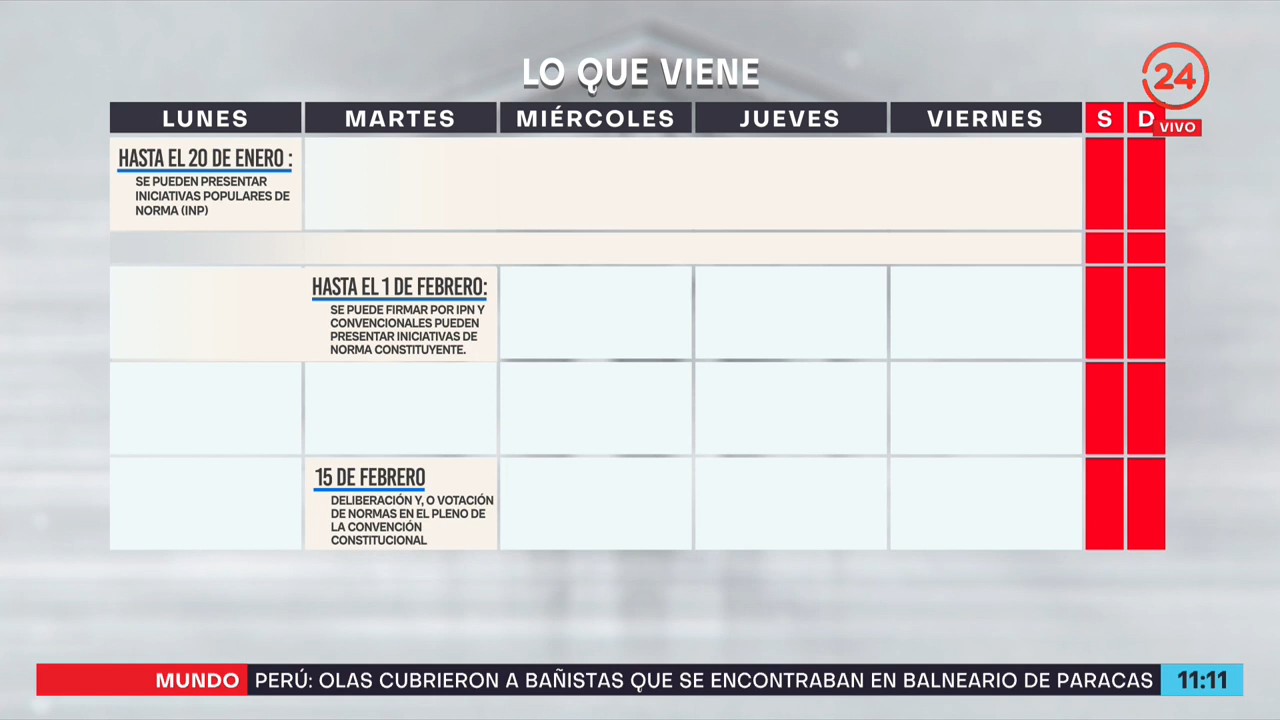 LO QUE VIENE
24
VIVO
LUNES
MARTES
MIÉRCOLES
JUEVES
VIERNES
S
D
HASTA EL 20 DE ENERO :
SE PUEDEN PRESENTAR
INICIATIVAS POPULARES DE
NORMA (INP)
HASTA EL 1 DE FEBRERO:
SE PUEDE FIRMAR POR IPN Y
CONVENCIONALES PUEDEN
PRESENTAR INICIATIVAS DE
NORMA CONSTITUYENTE.
15 DE FEBRERO
DELIBERACIÓN Y, O VOTACIÓN
DE NORMAS EN EL PLENO DE
LA CONVENCIÓN
CONSTITUCIONAL
MUNDO
PERÚ: OLAS CUBRIERON A BAÑISTAS QUE SE ENCONTRABAN EN BALNEARIO DE PARACAS
11:11